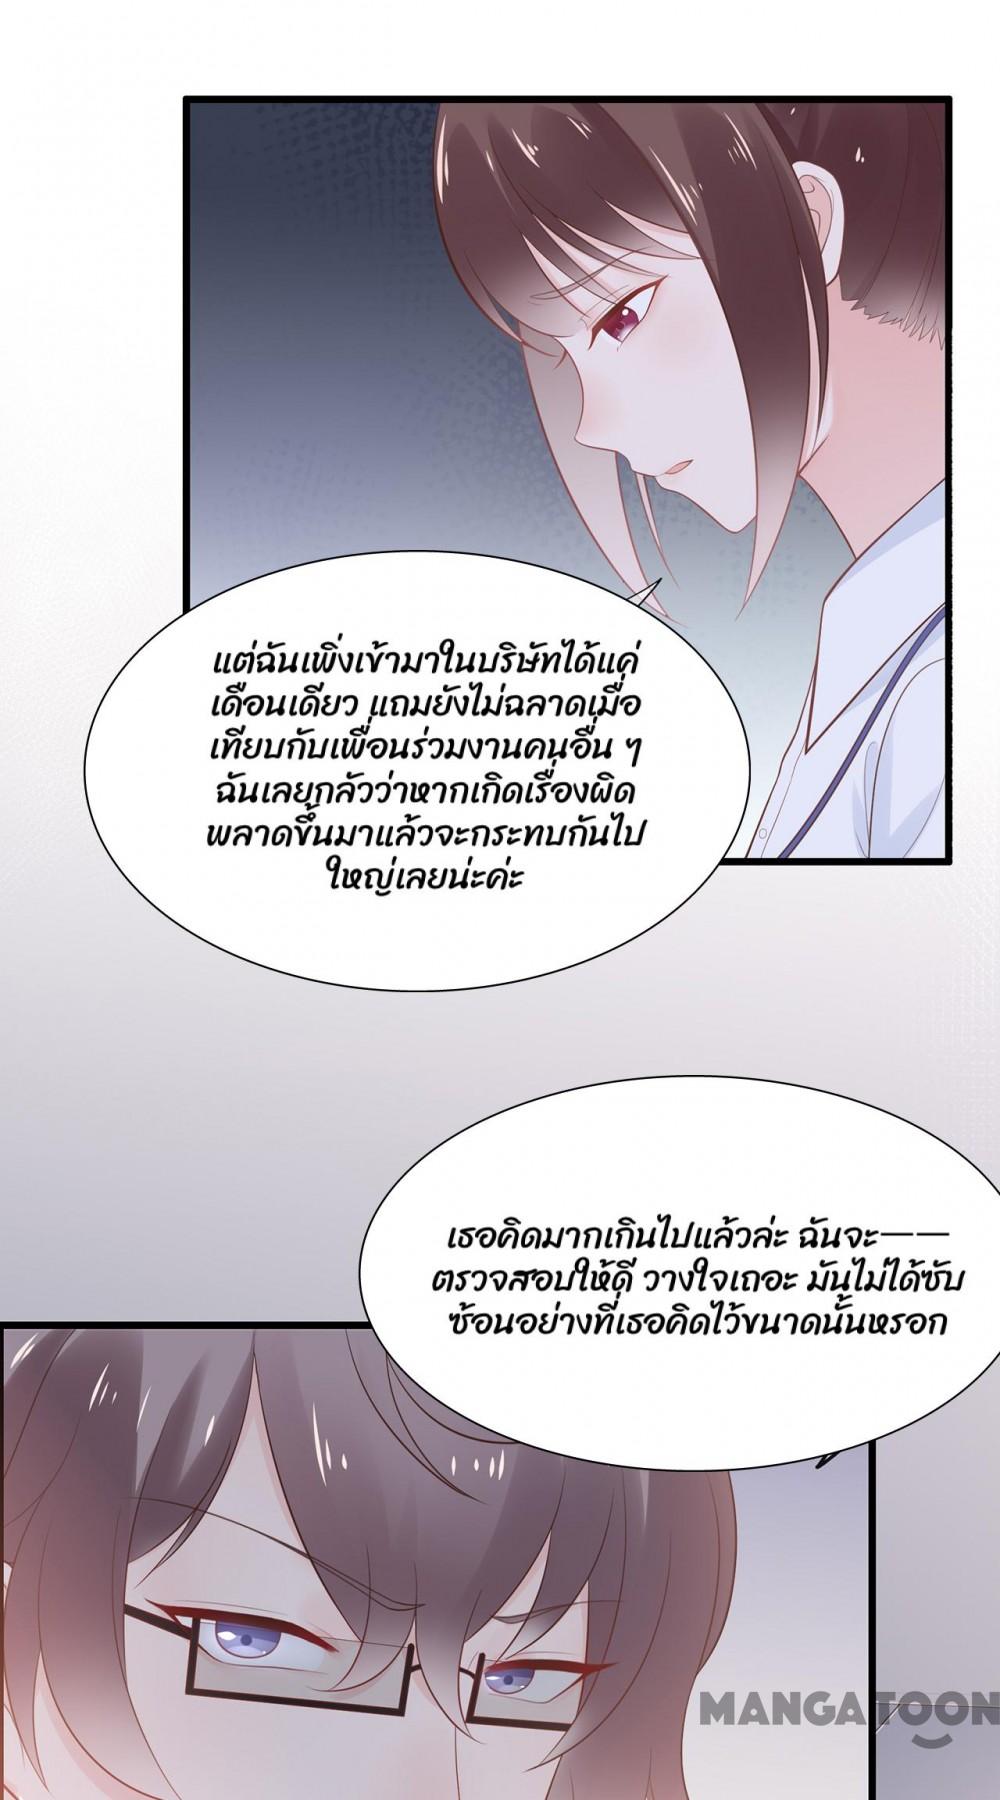 แต่ฉันเพิ่งเข้ามาในบริษัทได้แค่
เดือนเดียว แถมยังไม่ฉลาดเมื่อ
เทียบกับเพื่อนร่วมงานคนอื่น ๆ
ฉันเลยกลัวว่าหากเกิดเรื่องผิด
พลาดขึ้นมาแล้วจะกระทบกันไป
ใหญ่เลยน่ะค่ะ
เธอคิดมากเกินไปแล้วล่ะ ฉันจะ——
ตรวจสอบให้ดี วางใจเถอะ มันไม่ได้ซับ
ซ้อนอย่างที่เธอคิดไว้ขนาดนั้นหรอก
MANGATOON